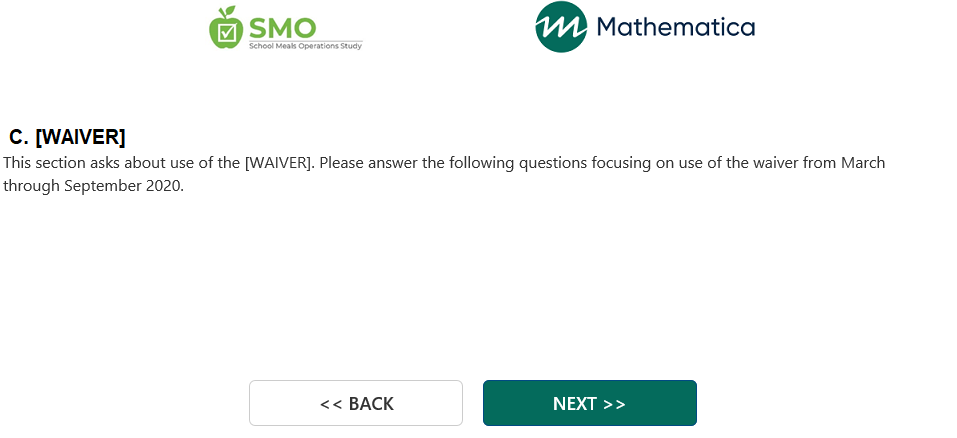 SMO
School Meals Operations Study
Mathematica
C. [WAIVER]
This section asks about use of the [WAIVER]. Please answer the following questions focusing on use of the waiver from March
through September 2020.
<< BACK
NEXT >>